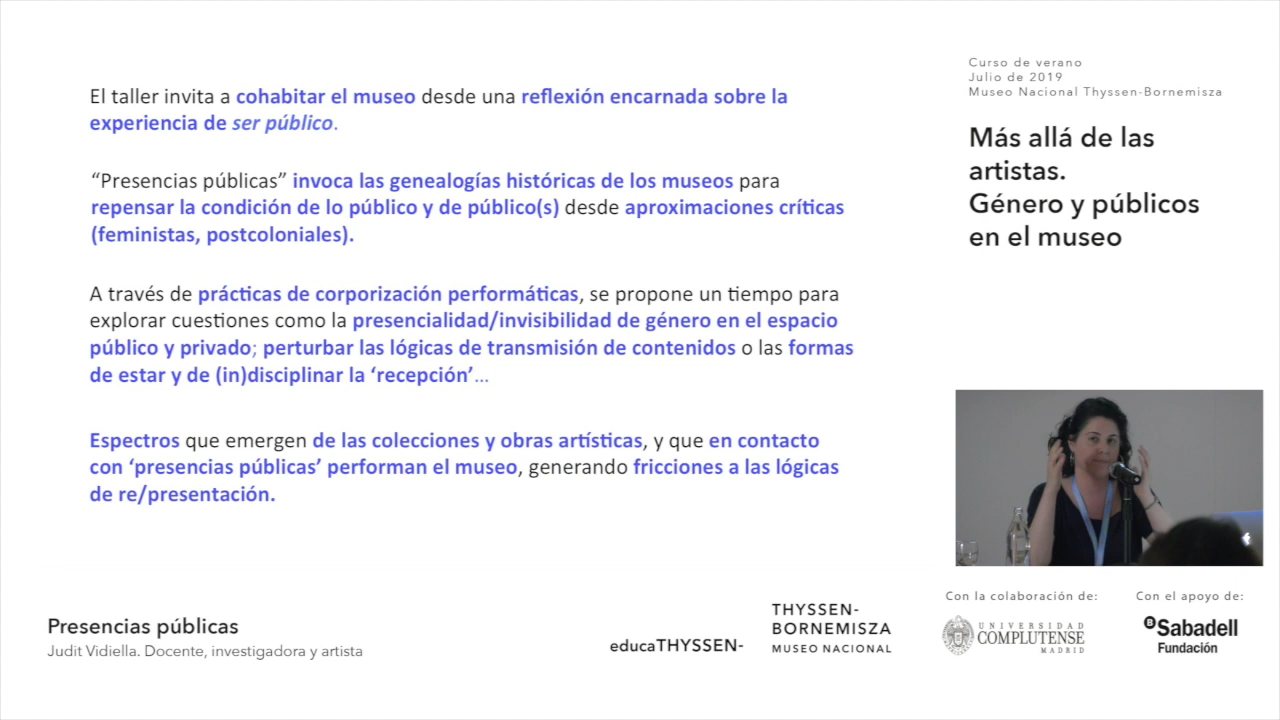 El taller invita a cohabitar el museo desde una reflexión encarnada sobre la
experiencia de ser público.
“Presencias públicas” invoca las genealogías históricas de los museos para
repensar la condición de lo público y de público(s) desde aproximaciones críticas
(feministas, postcoloniales).
A través de prácticas de corporización performáticas, se propone un tiempo para
explorar cuestiones como la presencialidad/invisibilidad de género en el espacio
público y privado; perturbar las lógicas de transmisión de contenidos o las formas
de estar y de (in)disciplinar la ‘recepción’...
Espectros que emergen de las colecciones y obras artísticas, y que en contacto
con ‘presencias públicas’ performan el museo, generando fricciones a las lógicas
de re/presentación.
Curso de verano
Julio de 2019
Museo Nacional Thyssen-Bornemisza
Más allá de las
artistas.
Género y públicos
en el museo
Presencias públicas
Judit Vidiella. Docente, investigadora y artista
educaTHYSSEN-
THYSSEN-
BORNEMISZA
MUSEO NACIONAL
Con la colaboración de:
UNIVERSIDAD
COMPLUTENSE
MADRID
Con el apoyo de:
B Sabadell
Fundación